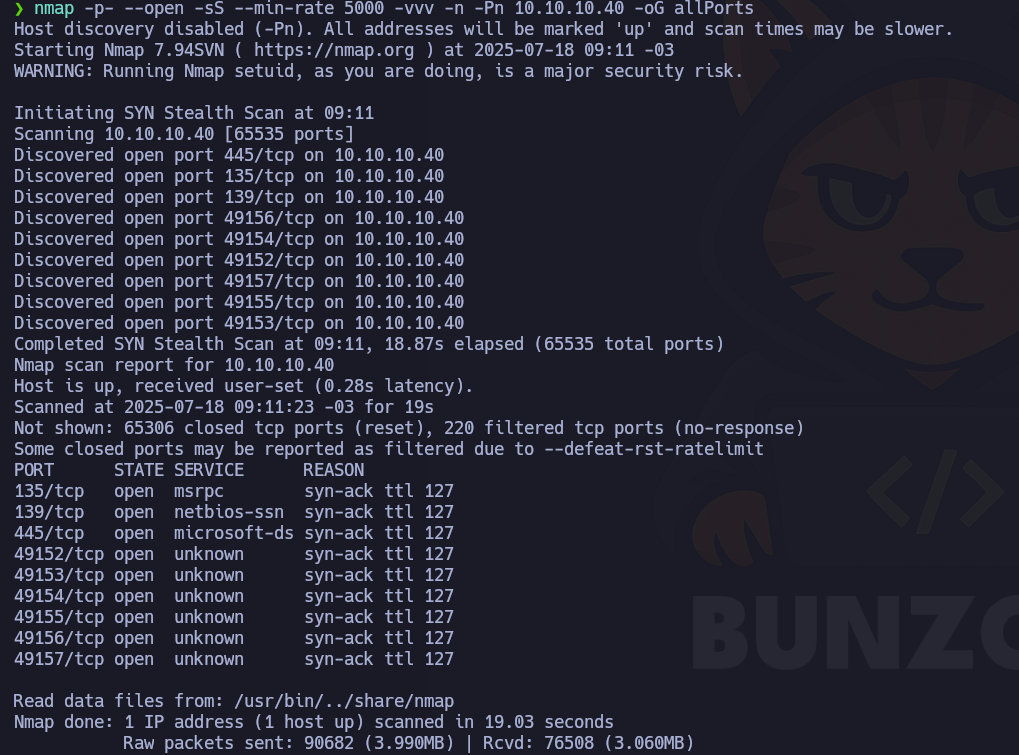 ❯ nmap -p- --open -sS --min-rate 5000 -vvv -n -Pn 10.10.10.40 -oG allPorts
Host discovery disabled (-Pn). All addresses will be marked 'up' and scan times may be slower.
Starting Nmap 7.94SVN ( https://nmap.org ) at 2025-07-18 09:11 -03
WARNING: Running Nmap setuid, as you are doing, is a major security risk.

Initiating SYN Stealth Scan at 09:11
Scanning 10.10.10.40 [65535 ports]
Discovered open port 445/tcp on 10.10.10.40
Discovered open port 135/tcp on 10.10.10.40
Discovered open port 139/tcp on 10.10.10.40
Discovered open port 49156/tcp on 10.10.10.40
Discovered open port 49154/tcp on 10.10.10.40
Discovered open port 49152/tcp on 10.10.10.40
Discovered open port 49157/tcp on 10.10.10.40
Discovered open port 49155/tcp on 10.10.10.40
Discovered open port 49153/tcp on 10.10.10.40
Completed SYN Stealth Scan at 09:11, 18.87s elapsed (65535 total ports)
Nmap scan report for 10.10.10.40
Host is up, received user-set (0.28s latency).
Scanned at 2025-07-18 09:11:23 -03 for 19s
Not shown: 65306 closed tcp ports (reset), 220 filtered tcp ports (no-response)
Some closed ports may be reported as filtered due to --defeat-rst-ratelimit
PORT      STATE SERVICE      REASON
135/tcp   open  msrpc        syn-ack ttl 127
139/tcp   open  netbios-ssn  syn-ack ttl 127
445/tcp   open  microsoft-ds syn-ack ttl 127
49152/tcp open  unknown      syn-ack ttl 127
49153/tcp open  unknown      syn-ack ttl 127
49154/tcp open  unknown      syn-ack ttl 127
49155/tcp open  unknown      syn-ack ttl 127
49156/tcp open  unknown      syn-ack ttl 127
49157/tcp open  unknown      syn-ack ttl 127

Read data files from: /usr/bin/../share/nmap
Nmap done: 1 IP address (1 host up) scanned in 19.03 seconds
           Raw packets sent: 90682 (3.990MB) | Rcvd: 76508 (3.060MB)